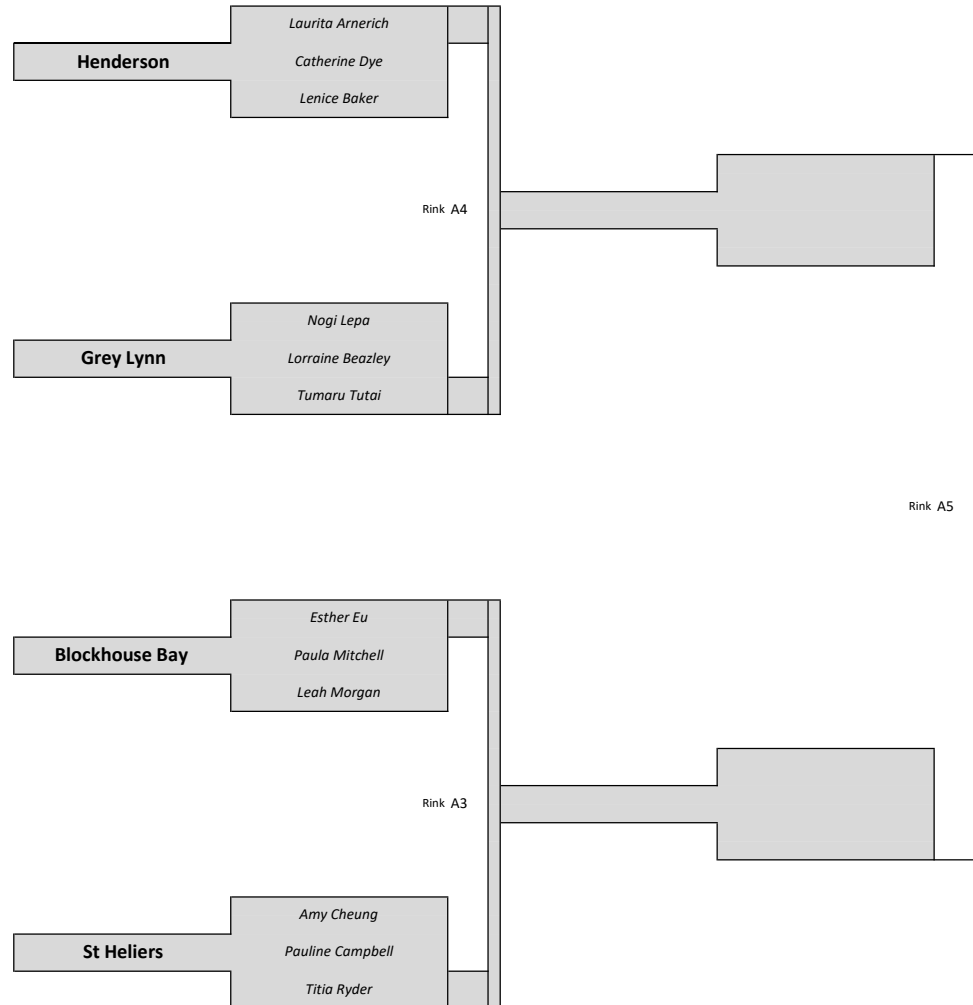 Laurita Arnerich
Henderson
Catherine Dye
Lenice Baker
Rink A4
Nogi Lepa
Grey Lynn
Lorraine Beazley
Tumaru Tutai
Rink A5
Esther Eu
Blockhouse Bay
Paula Mitchell
Leah Morgan
Rink A3
Amy Cheung
St Heliers
Pauline Campbell
Titia Ryder